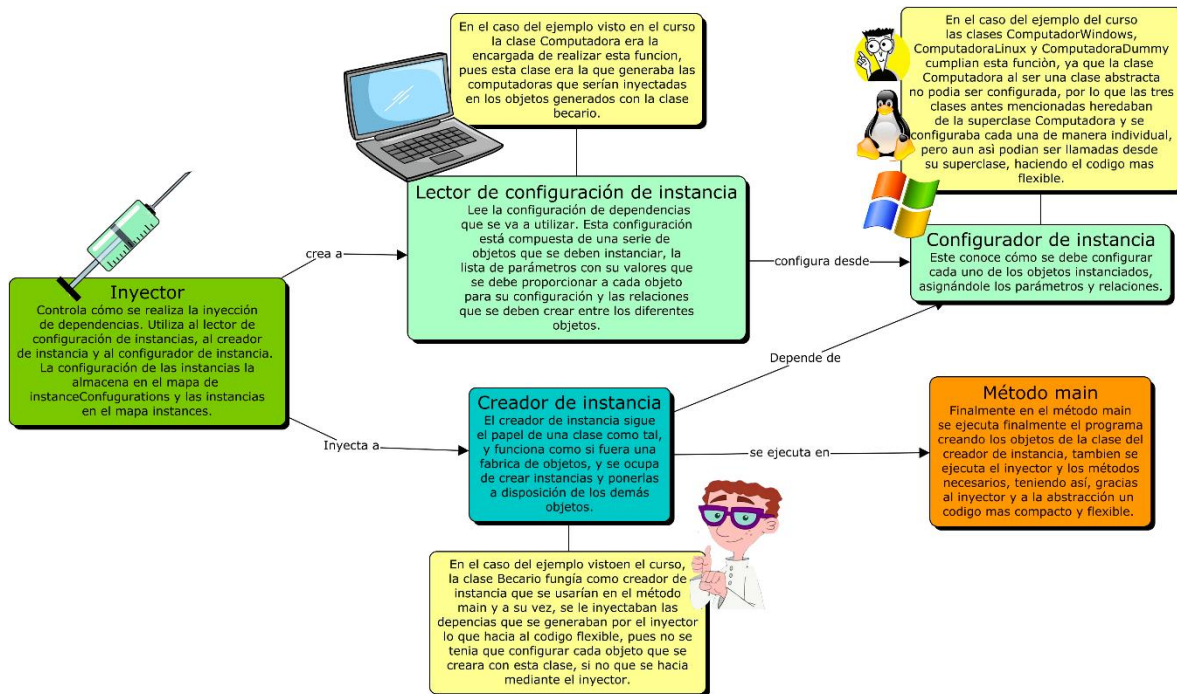 En el caso del ejemplo visto en el curso
la clase Computadora era la
encargada de realizar esta funcion,
pues esta clase era la que generaba las
computadoras que serían inyectadas
en los objetos generados con la clase
becario.
En el caso del ejemplo del curso
las clases ComputadorWindows,
ComputadoraLinux y ComputadoraDummy
cumplian esta funciòn, ya que la clase
Computadora al ser una clase abstracta
no podia ser configurada, por lo que las tres
clases antes mencionadas heredaban
de la superclase Computadora y se
configuraba cada una de manera individual,
pero aun asì podian ser llamadas desde
su superclase, haciendo el codigo mas
flexible.
Inyector
Controla cómo se realiza la inyección
de dependencias. Utiliza al lector de
configuración de instancias, al creador
de instancia y al configurador de instancia.
La configuración de las instancias la
almacena en el mapa de
instanceConfugurations y las instancias
en el mapa instances.
crea a
Lector de configuración de instancia
Lee la configuración de dependencias
que se va a utilizar. Esta configuración
está compuesta de una serie de
objetos que se deben instanciar, la
lista de parámetros con su valores que
se debe proporcionar a cada objeto
para su configuración y las relaciones
que se deben crear entre los diferentes
objetos.
configura desde
Configurador de instancia
Este conoce cómo se debe configurar
cada uno de los objetos instanciados,
asignándole los parámetros y relaciones.
Depende de
Inyecta a
Creador de instancia
El creador de instancia sigue
el papel de una clase como tal,
y funciona como si fuera una
fabrica de objetos, y se ocupa
de crear instancias y ponerlas
a disposición de los demás
objetos.
se ejecuta en
Método main
Finalmente en el método main
se ejecuta finalmente el programa
creando los objetos de la clase del
creador de instancia, tambien se
ejecuta el inyector y los métodos
necesarios, teniendo así, gracias
al inyector y a la abstracción un
codigo mas compacto y flexible.
En el caso del ejemplo vistoen el curso,
la clase Becario fungía como creador de
instancia que se usarían en el método
main y a su vez, se le inyectaban las
depencias que se generaban por el inyector
lo que hacia al codigo flexible, pues no se
tenia que configurar cada objeto que se
creara con esta clase, si no que se hacia
mediante el inyector.